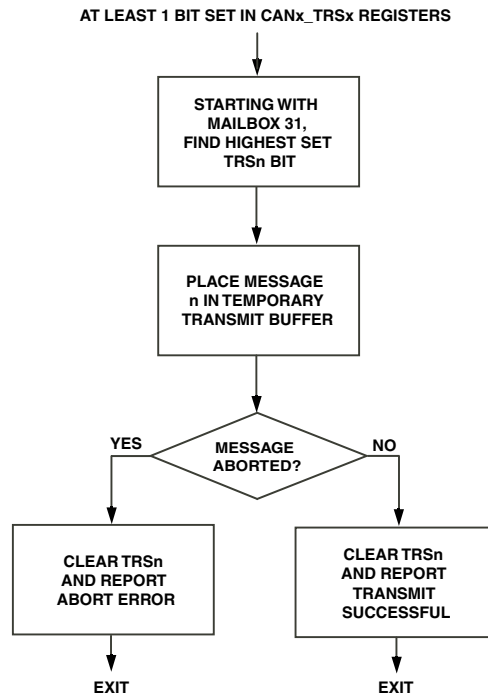 AT LEAST 1 BIT SET IN CANx_TRSx REGISTERS
STARTING WITH
MAILBOX 31,
FIND HIGHEST SET
TRSn BIT
PLACE MESSAGE
n IN TEMPORARY
TRANSMIT BUFFER
YES
MESSAGE
ABORTED?
NO
CLEAR TRSn
AND REPORT
ABORT ERROR
CLEAR TRSn
AND REPORT
TRANSMIT
SUCCESSFUL
EXIT
EXIT